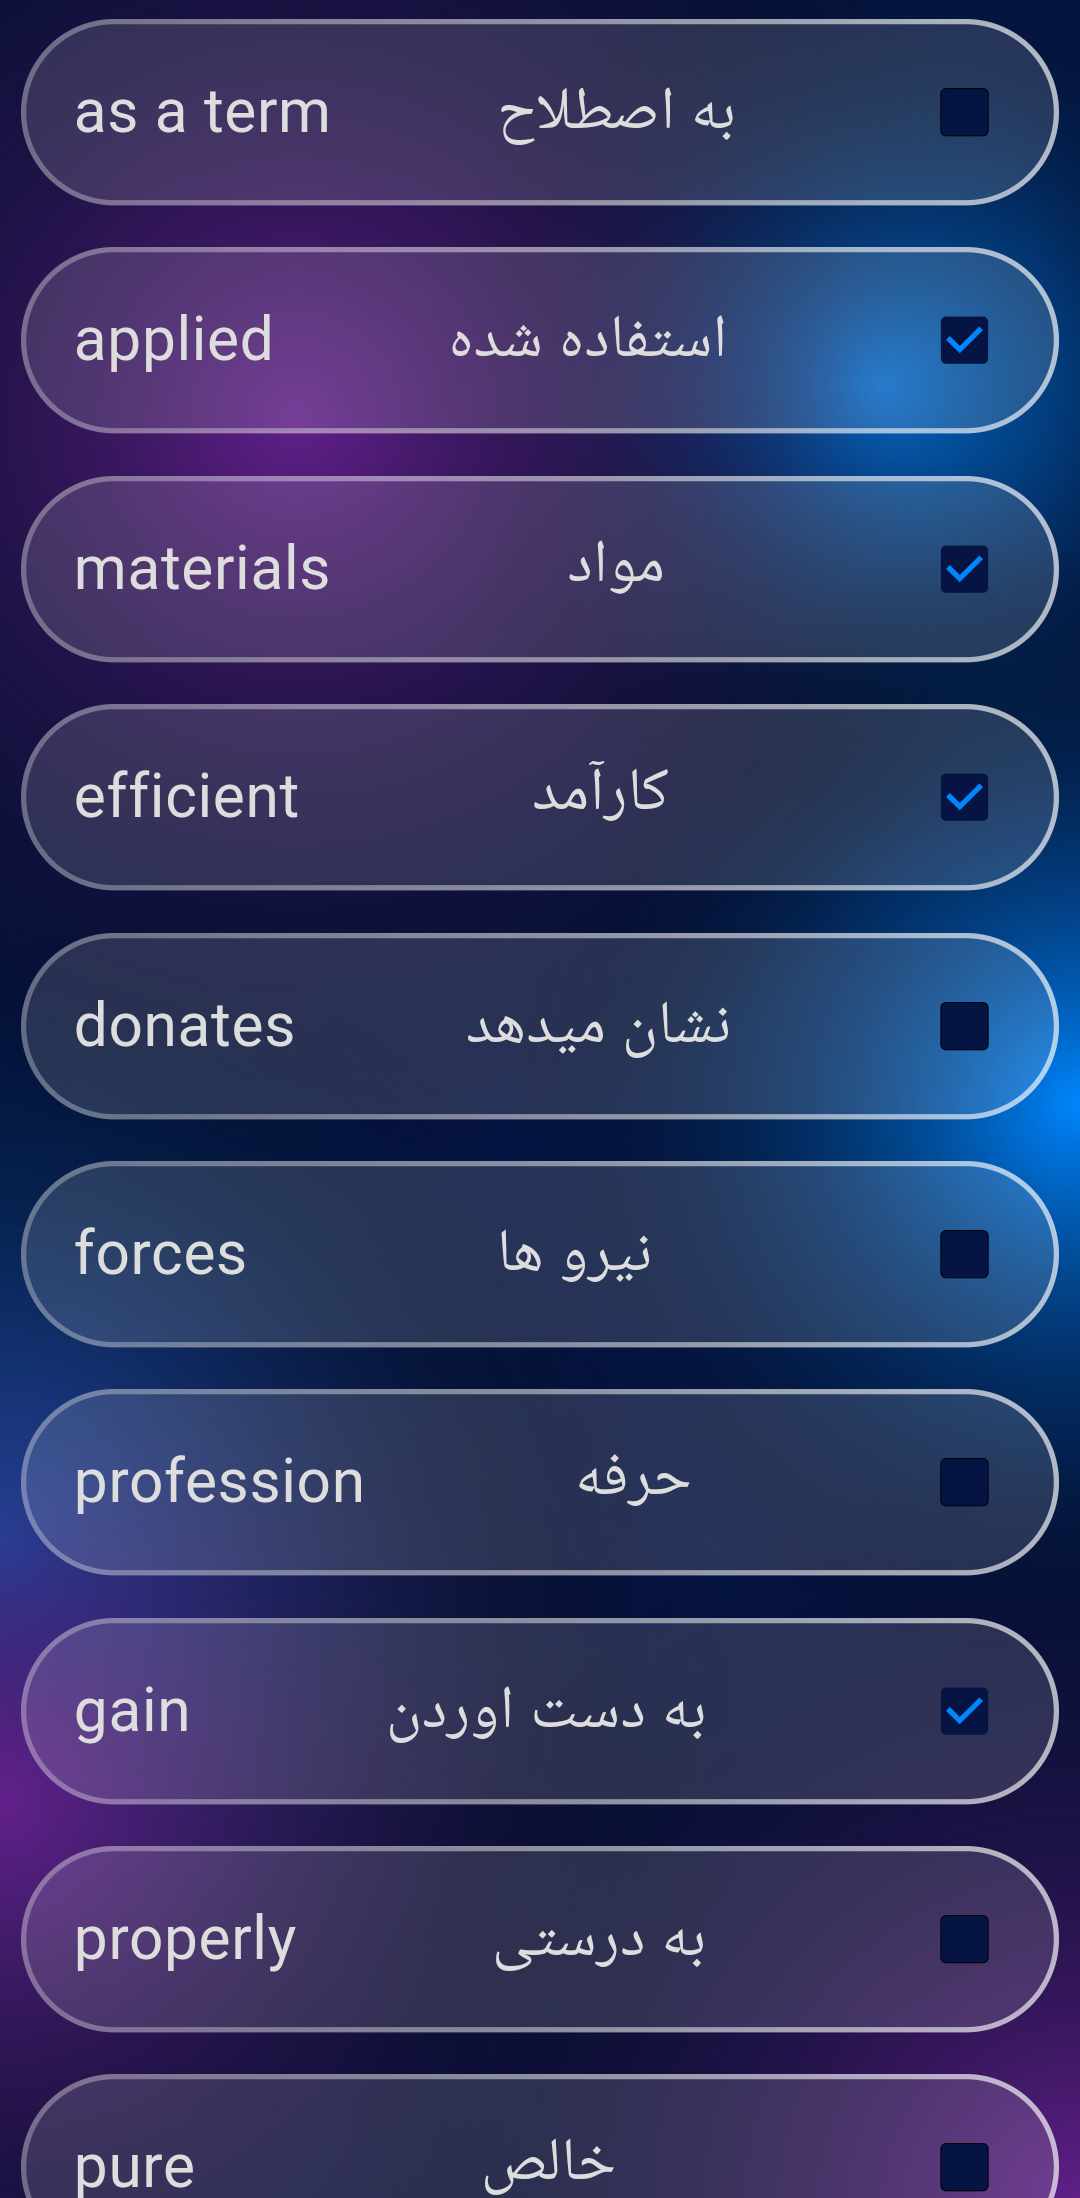 as a term به اصطلاح
applied استفاده شده
materials مواد
efficient کارآمد
donates نشان میدهد
forces نیرو ها
profession حرفه
gain به دست اوردن
properly به درستی
pure خالص